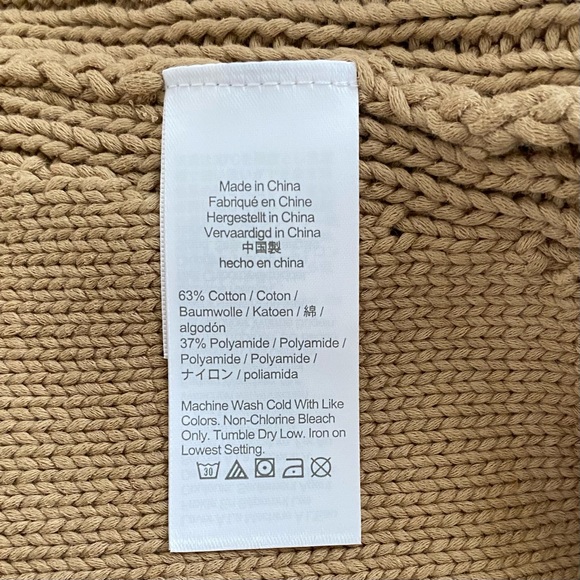 Made in China
Fabriqué en Chine
Hergestellt in China
Vervaardigd in China
中国製
hecho en china
63% Cotton / Coton /
Baumwolle / Katoen / 綿 /
algodón
37% Polyamide / Polyamide /
Polyamide / Polyamide /
ナイロン / poliamida
Machine Wash Cold With Like
Colors. Non-Chlorine Bleach
Only. Tumble Dry Low. Iron on
Lowest Setting.
30